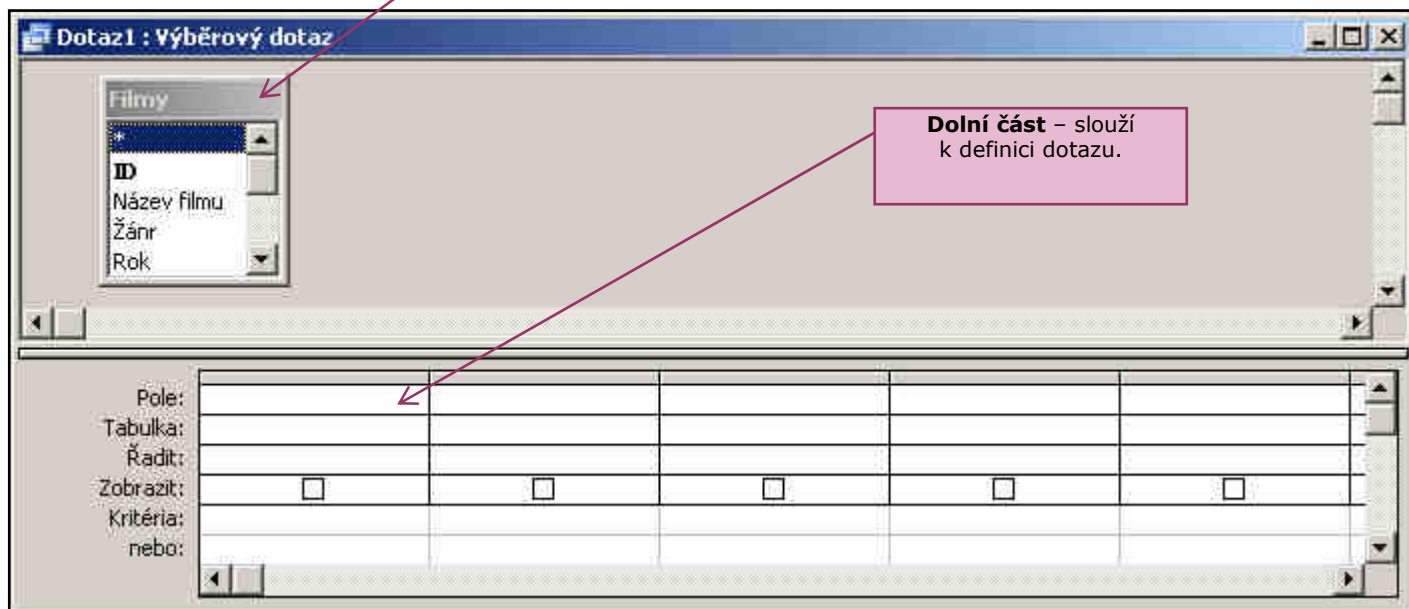 Dotaz1 : Výběrový dotaz
Filmy
*
ID
Název filmu
Žánr
Rok
Dolní část – slouží
k definici dotazu.
Pole:
Tabulka:
Řadit:
Zobrazit:
Kritéria:
nebo: